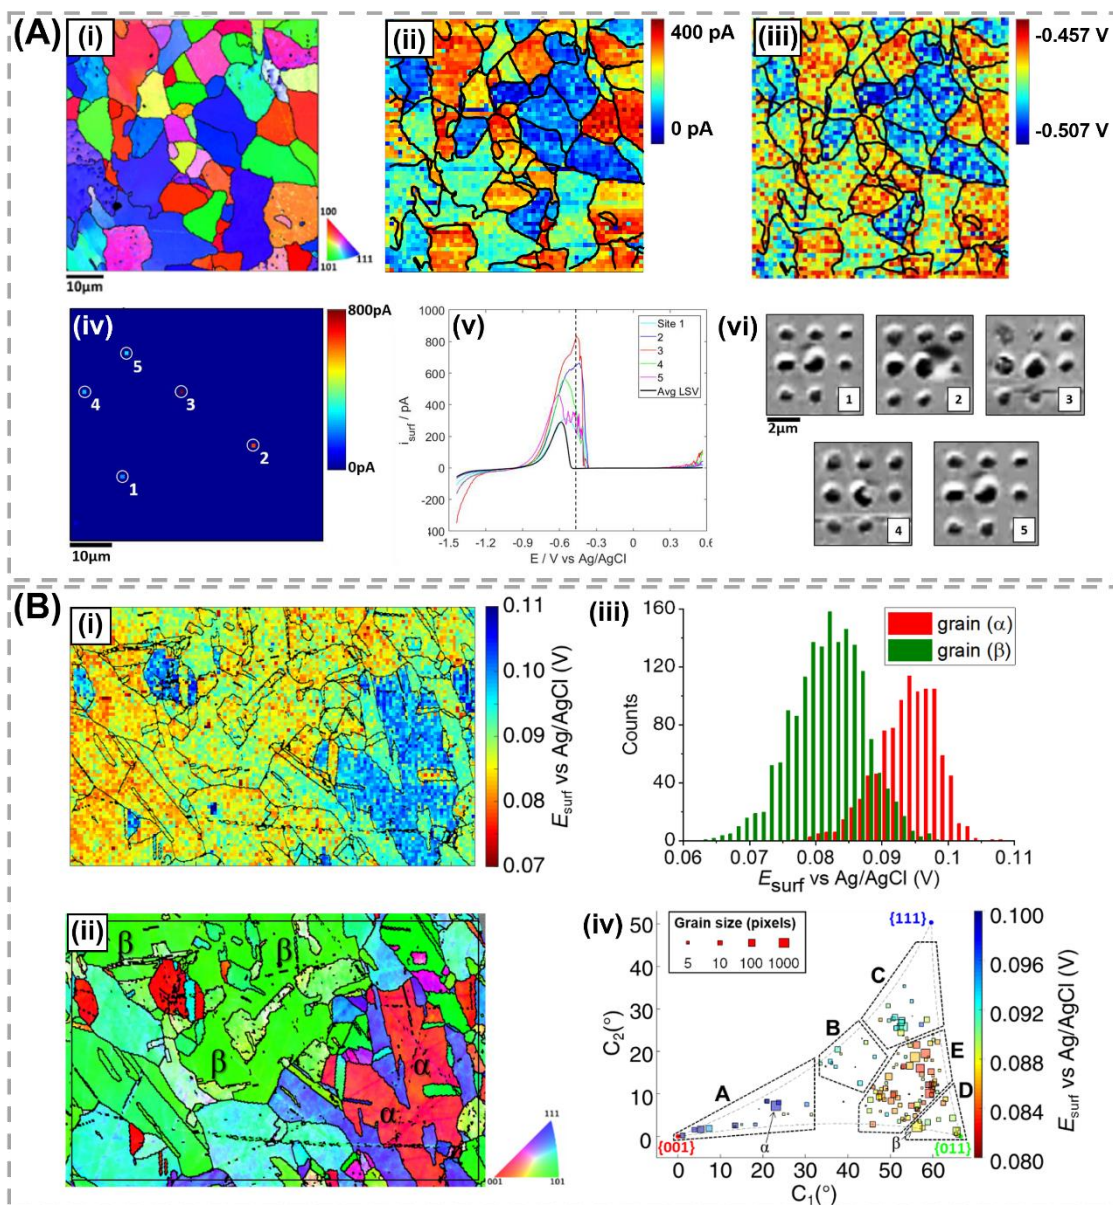 (A)
(i)
100
101
111
10μm
(ii)
400 pA
0 pA
(iii)
-0.457 V
-0.507 V
(iv)
5
4
3
2
1
10μm
800pA
0pA
(v)
1000
800
600
400
200
0
-200
400
i_surf / pA
-1.5
-1.2
-0.9
-0.6
-0.3
0
0.3
0.6
E / V vs Ag/AgCl
Site 1
2
3
4
5
Avg LSV
(vi)
1
2
3
2μm
4
5
(B)
(i)
0.11
0.10
0.09
0.08
0.07
E_surf vs Ag/AgCl (V)
(ii)
β
β
β
α
α
111
001
101
(iii)
160
120
80
40
0
Counts
grain (α)
grain (β)
0.06
0.07
0.08
0.09
0.1
0.11
E_surf vs Ag/AgCl (V)
(iv)
Grain size (pixels)
5
10
100
1000
50
40
30
20
10
0
C₂(°)
{111}
C
B
E
A
D
α
β
{001}
{011}
0
10
20
30
40
50
60
C₁(°)
0.100
0.096
0.092
0.088
0.084
0.080
E_surf vs Ag/AgCl (V)